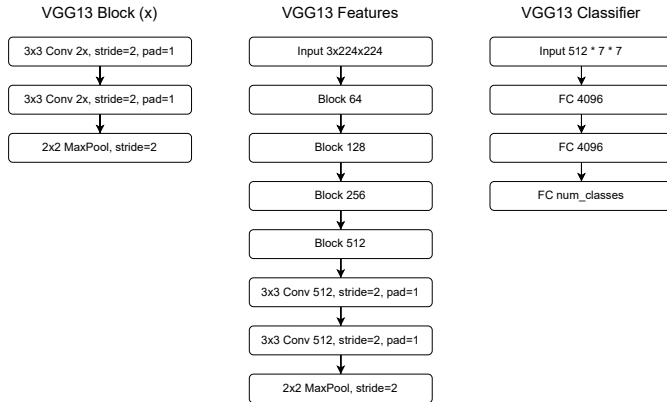 VGG13 Block (x)
3x3 Conv 2x, stride=2, pad=1
3x3 Conv 2x, stride=2, pad=1
2x2 MaxPool, stride=2
VGG13 Features
Input 3x224x224
Block 64
Block 128
Block 256
Block 512
3x3 Conv 512, stride=2, pad=1
3x3 Conv 512, stride=2, pad=1
2x2 MaxPool, stride=2
VGG13 Classifier
Input 512 * 7 * 7
FC 4096
FC 4096
FC num_classes